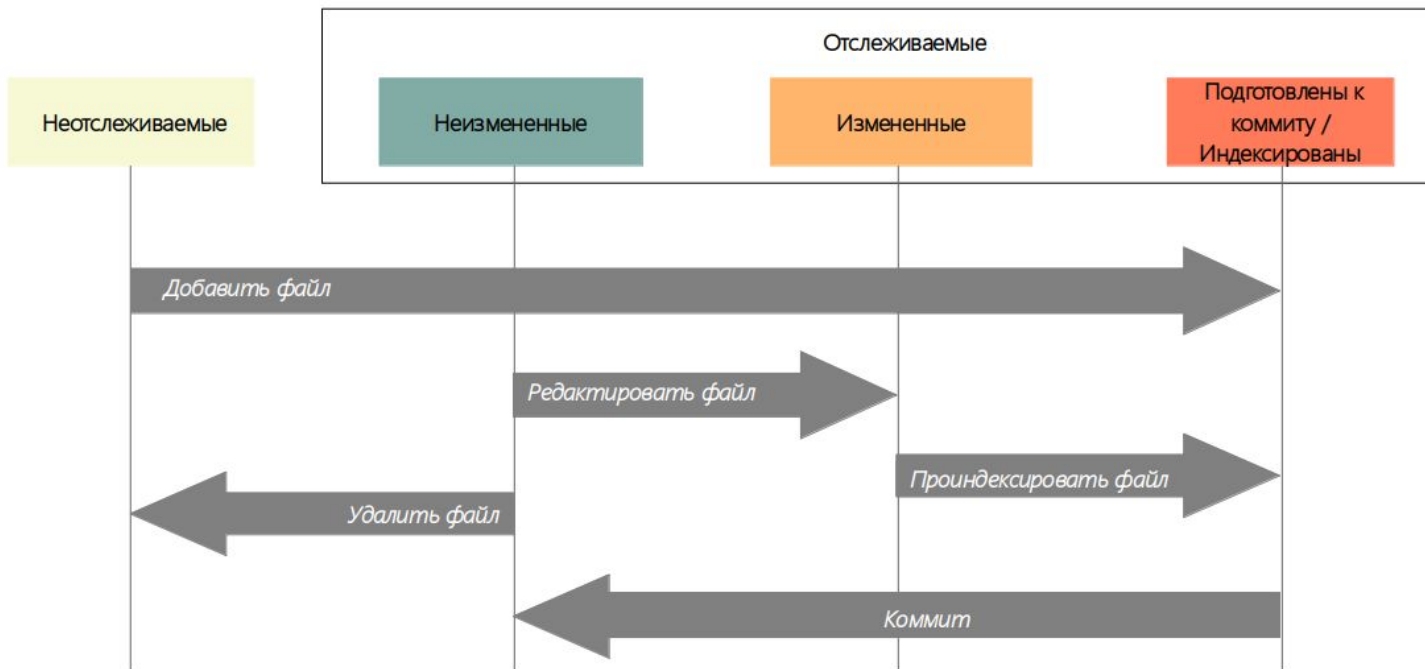 Отслеживаемые
Неотслеживаемые
Неизмененные
Измененные
Подготовлены к
коммиту /
Индексированы
Добавить файл
Редактировать файл
Проиндексировать файл
Удалить файл
Коммит